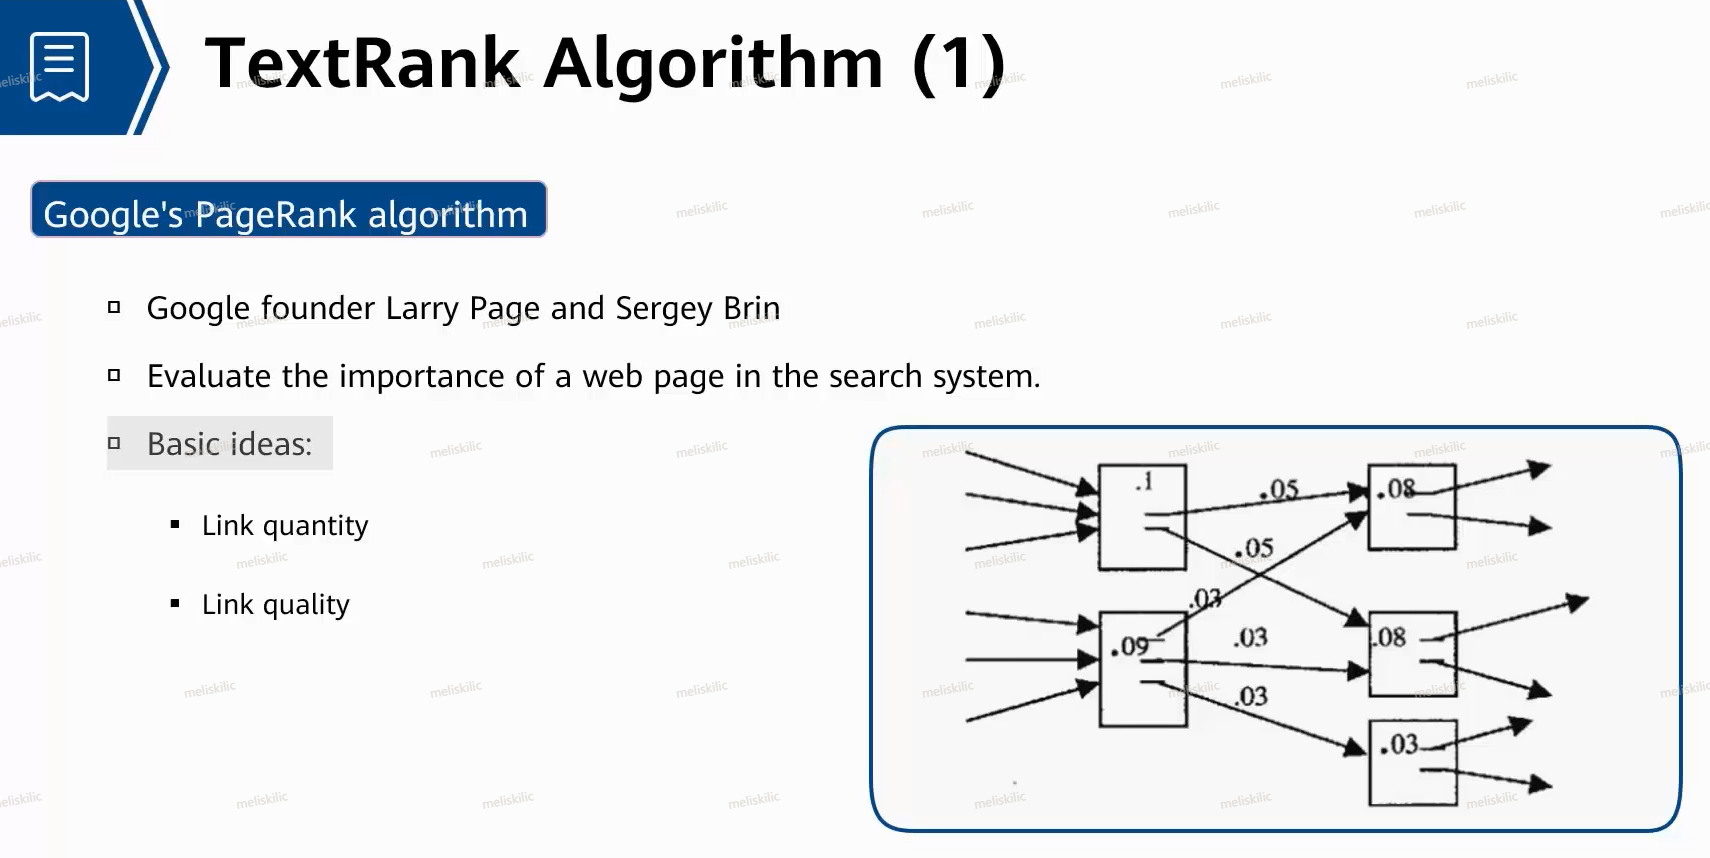 TextRank Algorithm (1)
Google's PageRank algorithm
Google founder Larry Page and Sergey Brin
Evaluate the importance of a web page in the search system.
Basic ideas:
Link quantity
Link quality
.1
.05
.08
.05
.03
.09
.03
.08
.03
.03
meliskilic